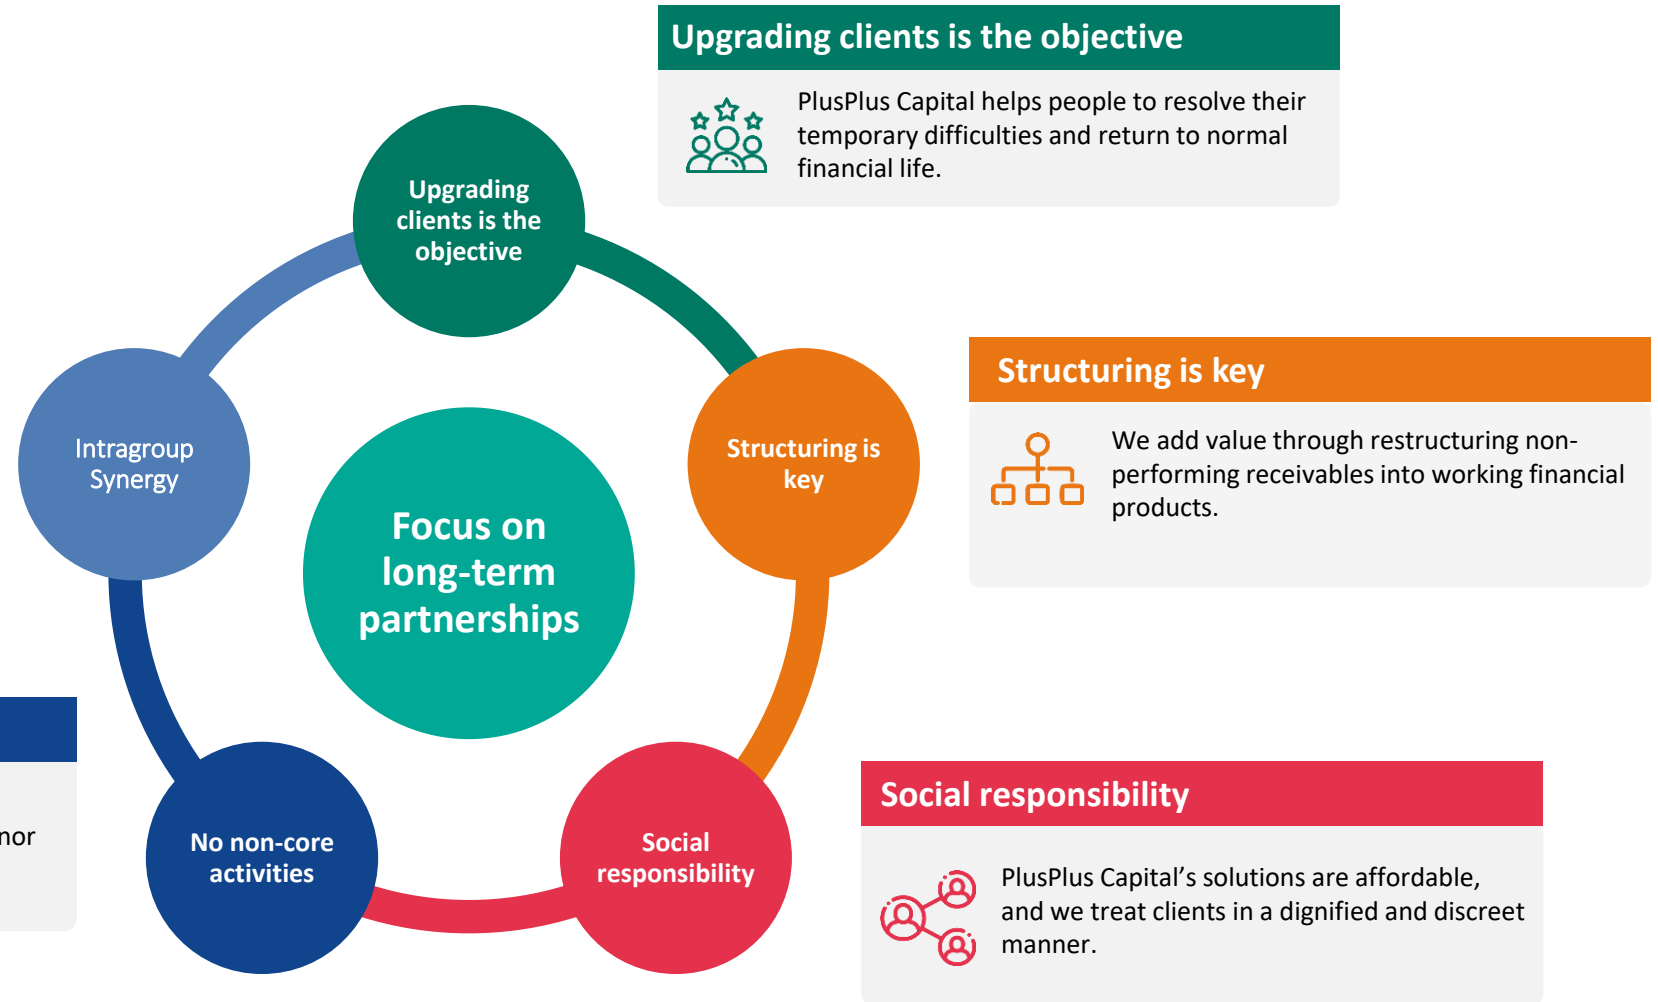 Upgrading clients is the objective
PlusPlus Capital helps people to resolve their
temporary difficulties and return to normal
financial life.
Upgrading
clients is the
objective
Intragroup
Synergy
Structuring is
key
Focus on
long-term
partnerships
Structuring is key
We add value through restructuring non-
performing receivables into working financial
products.
nor
No non-core
activities
Social
responsibility
Social responsibility
PlusPlus Capital’s solutions are affordable,
and we treat clients in a dignified and discreet
manner.